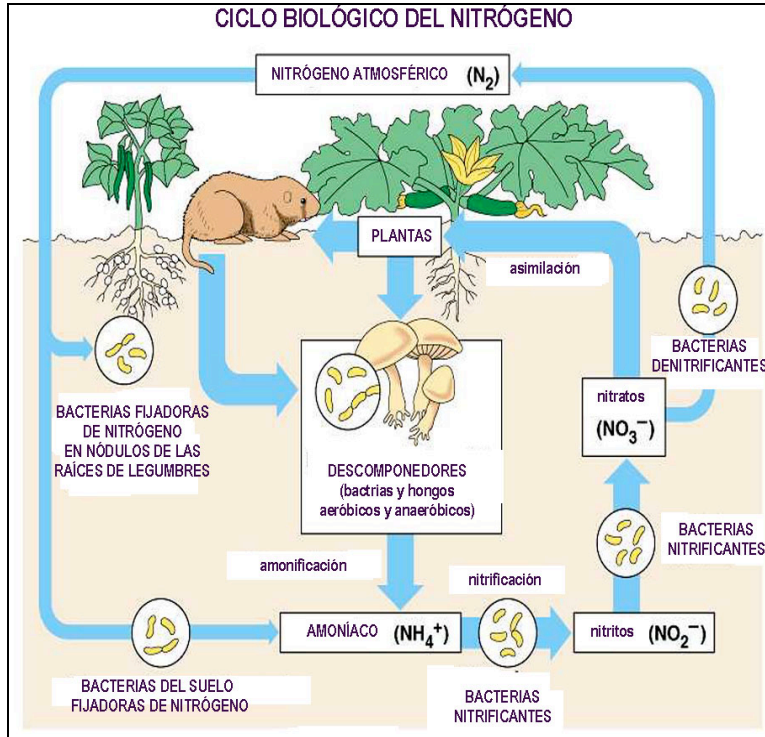 CICLO BIOLÓGICO DEL NITRÓGENO
NITRÓGENO ATMOSFÉRICO (N₂)
PLANTAS
asimilación
BACTERIAS
DENITRIFICANTES
BACTERIAS FIJADORAS
DE NITRÓGENO
EN NÓDULOS DE LAS
RAÍCES DE LEGUMBRES
nitratos
(NO₃⁻)
DESCOMPONEDORES
(bactrias y hongos
aeróbicos y anaeróbicos)
BACTERIAS
NITRIFICANTES
amonificación
nitrificación
AMONÍACO (NH₄⁺)
nitritos (NO₂⁻)
BACTERIAS DEL SUELO
FIJADORAS DE NITRÓGENO
BACTERIAS
NITRIFICANTES